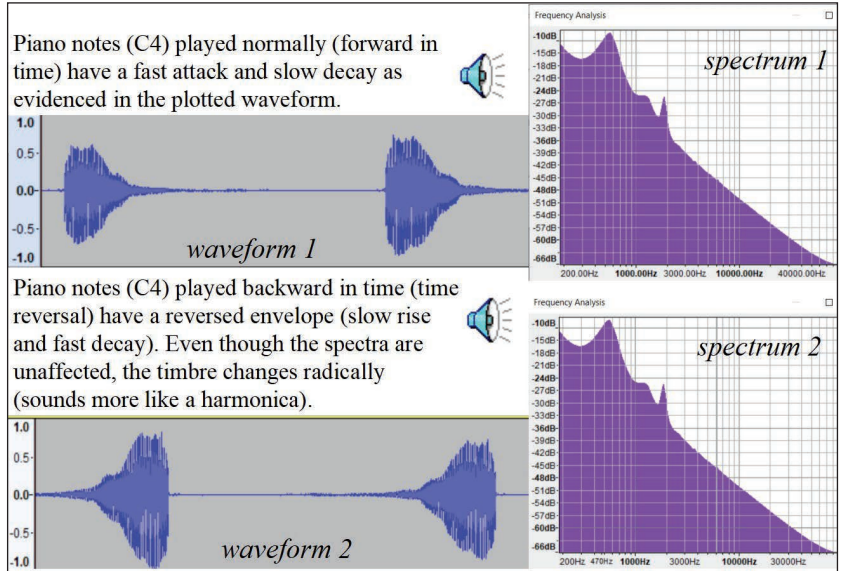 Piano notes (C4) played normally (forward in
time) have a fast attack and slow decay as
evidenced in the plotted waveform.
1.0
0.5-
0.0-
-0.5-
-1.0
waveform 1
Frequency Analysis
spectrum 1
-10dB
-15dB
-18dB
-21dB
-24dB
-27dB
-30dB
-33dB
-36dB
-39dB
-42dB
-45dB
-48dB
-51dB
-54dB
-57dB
-60dB
-66dB
200.00Hz 1000.00Hz 3000.00Hz 10000.00Hz 40000.00Hz
Piano notes (C4) played backward in time (time
reversal) have a reversed envelope (slow rise
and fast decay). Even though the spectra are
unaffected, the timbre changes radically
(sounds more like a harmonica).
1.0
0.5-
0.0-
-0.5-
-1.0
waveform 2
Frequency Analysis
spectrum 2
-10dB
-15dB
-18dB
-21dB
-24dB
-27dB
-30dB
-33dB
-36dB
-39dB
-42dB
-45dB
-48dB
-51dB
-54dB
-57dB
-60dB
-66dB
200Hz 470Hz 1000Hz 3000Hz 10000Hz 30000Hz